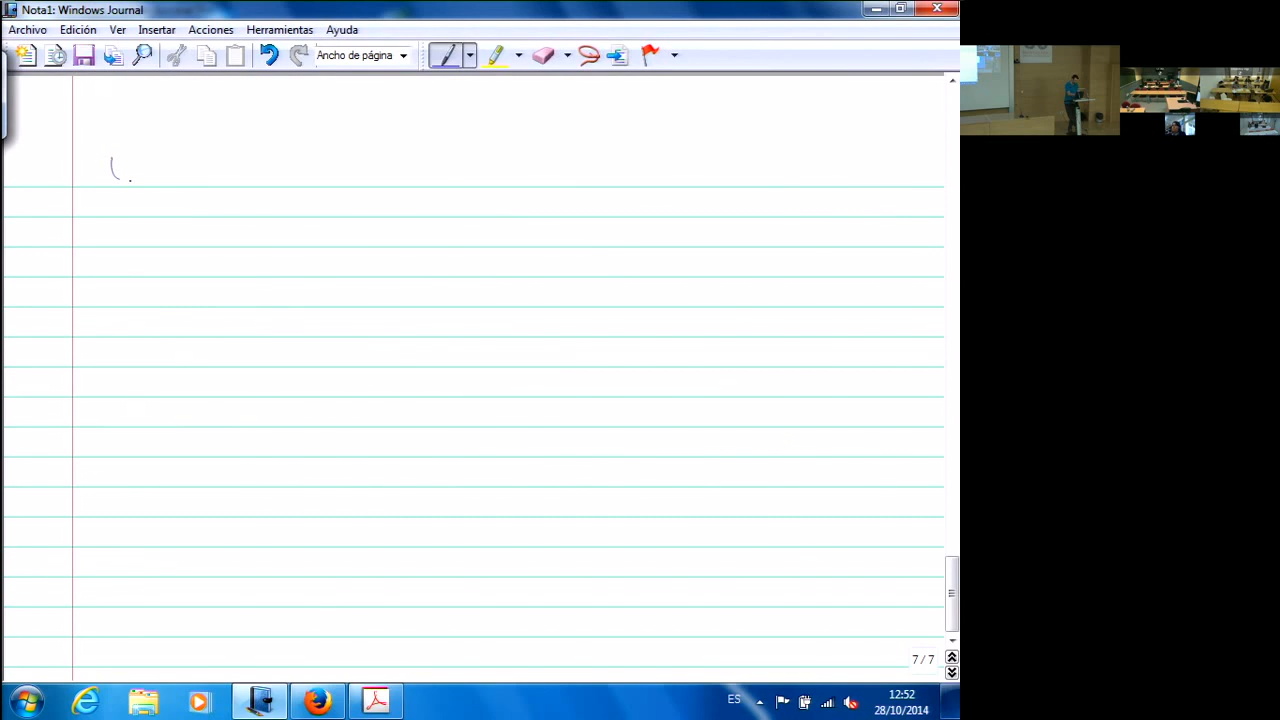 Nota1: Windows Journal
Archivo Edición Ver Insertar Acciones Herramientas Ayuda
Ancho de página
7 / 7
ES
12:52
28/10/2014